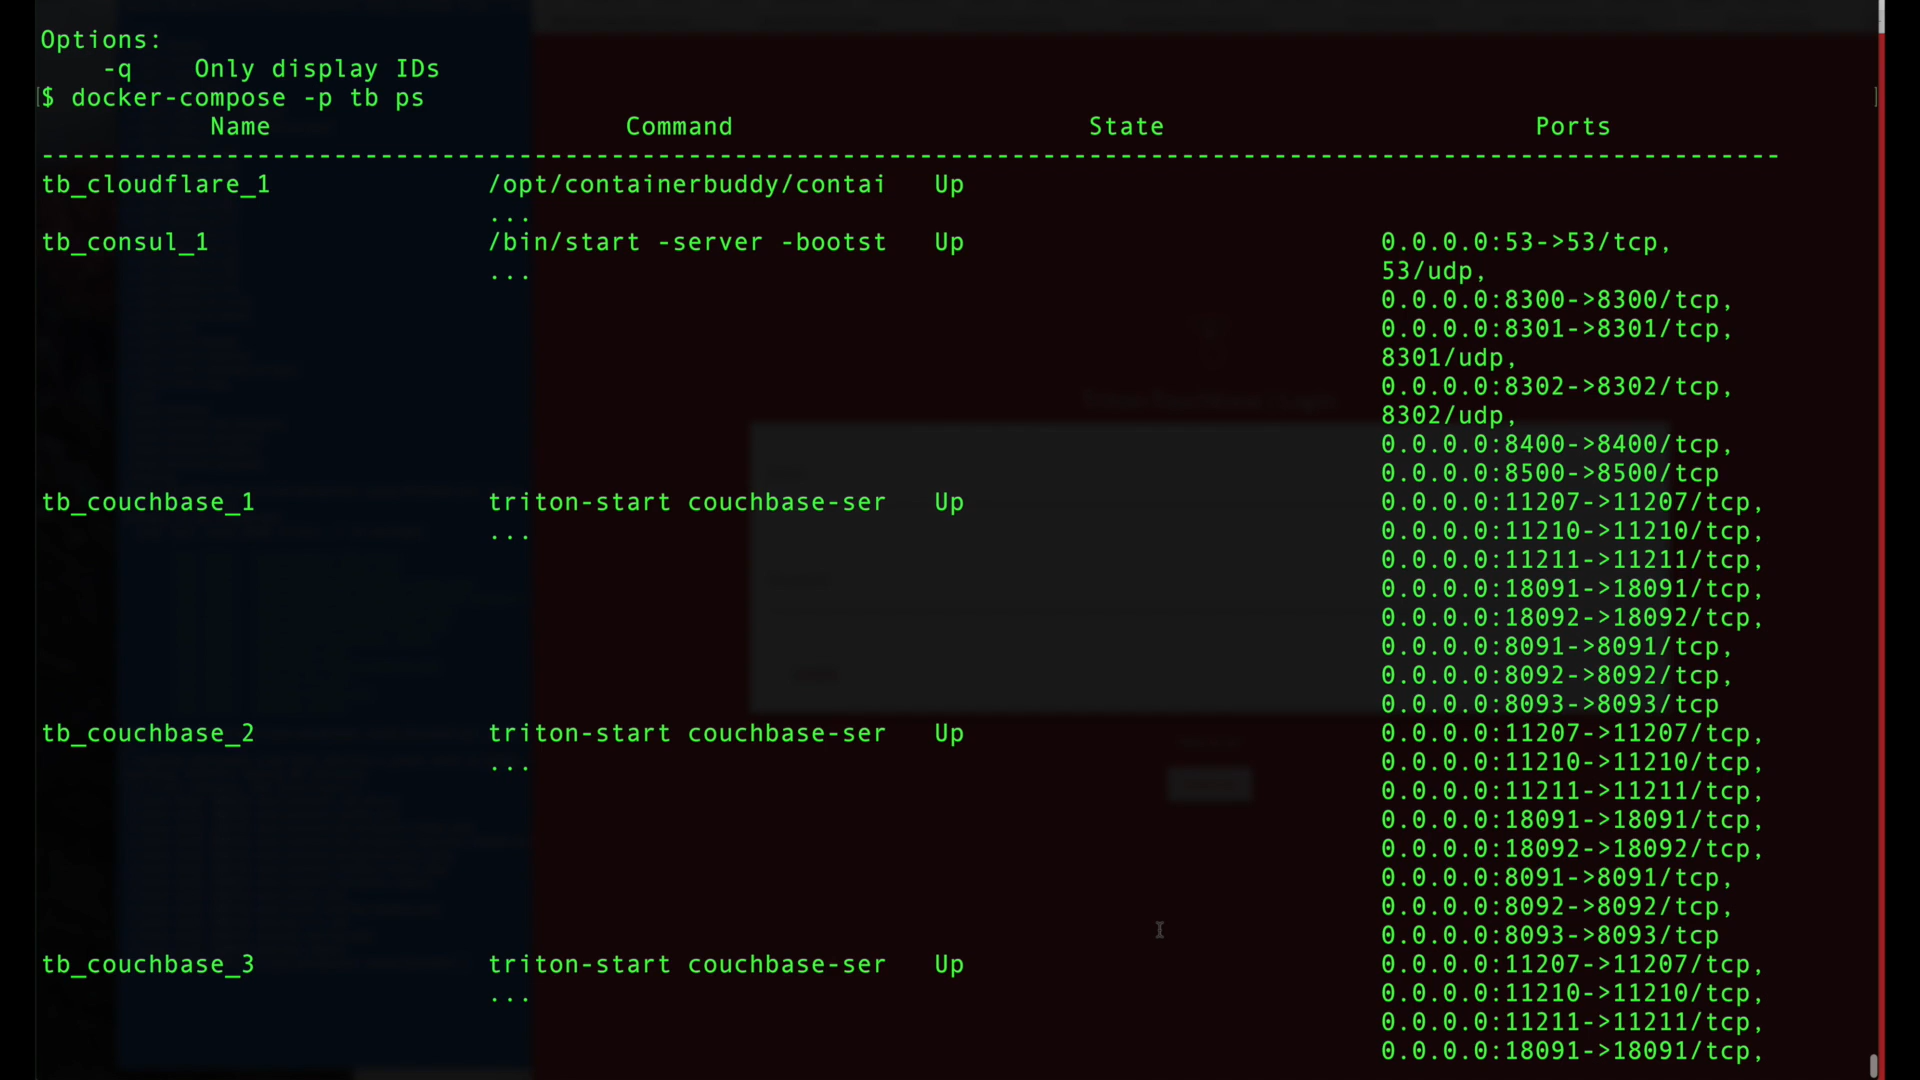 Options:
-q Only display IDs
[$ docker-compose -p tb ps ]
Name Command State Ports
-----------------------------------------------------------------------------------------------------------------
tb_cloudflare_1 /opt/containerbuddy/contai Up
...
tb_consul_1 /bin/start -server -bootst Up 0.0.0.0:53->53/tcp,
... 53/udp,
0.0.0.0:8300->8300/tcp,
0.0.0.0:8301->8301/tcp,
8301/udp,
0.0.0.0:8302->8302/tcp,
8302/udp,
0.0.0.0:8400->8400/tcp,
0.0.0.0:8500->8500/tcp
tb_couchbase_1 triton-start couchbase-ser Up 0.0.0.0:11207->11207/tcp,
... 0.0.0.0:11210->11210/tcp,
0.0.0.0:11211->11211/tcp,
0.0.0.0:18091->18091/tcp,
0.0.0.0:18092->18092/tcp,
0.0.0.0:8091->8091/tcp,
0.0.0.0:8092->8092/tcp,
0.0.0.0:8093->8093/tcp
tb_couchbase_2 triton-start couchbase-ser Up 0.0.0.0:11207->11207/tcp,
... 0.0.0.0:11210->11210/tcp,
0.0.0.0:11211->11211/tcp,
0.0.0.0:18091->18091/tcp,
0.0.0.0:18092->18092/tcp,
0.0.0.0:8091->8091/tcp,
0.0.0.0:8092->8092/tcp,
0.0.0.0:8093->8093/tcp
tb_couchbase_3 triton-start couchbase-ser Up 0.0.0.0:11207->11207/tcp,
... 0.0.0.0:11210->11210/tcp,
0.0.0.0:11211->11211/tcp,
0.0.0.0:18091->18091/tcp,